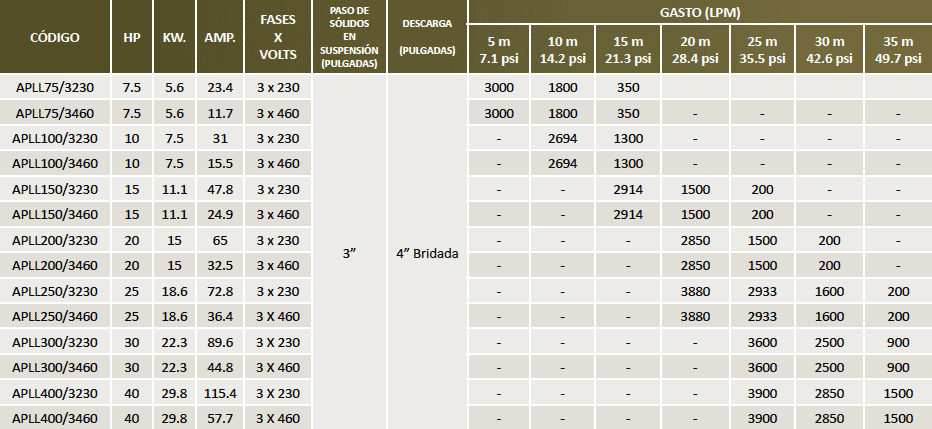 CÓDIGO HP KW. AMP. FASES X VOLTS PASO DE SÓLIDOS EN SUSPENSIÓN (PULGADAS) DESCARGA (PULGADAS) GASTO (LPM)
5 m 10 m 15 m 20 m 25 m 30 m 35 m
7.1 psi 14.2 psi 21.3 psi 28.4 psi 35.5 psi 42.6 psi 49.7 psi
APLL75/3230 7.5 5.6 23.4 3 x 230 3000 1800 350
APLL75/3460 7.5 5.6 11.7 3 x 460 3000 1800 350 - - - -
APLL100/3230 10 7.5 31 3 x 230 - 2694 1300 - - - -
APLL100/3460 10 7.5 15.5 3 x 460 - 2694 1300 - - - -
APLL150/3230 15 11.1 47.8 3 x 230 - - 2914 1500 200 - -
APLL150/3460 15 11.1 24.9 3 x 460 - - 2914 1500 200 - -
APLL200/3230 20 15 65 3 x 230 3” 4” Bridada - - - 2850 1500 200 -
APLL200/3460 20 15 32.5 3 x 460 - - - 2850 1500 200 -
APLL250/3230 25 18.6 72.8 3 x 230 - - - 3880 2933 1600 200
APLL250/3460 25 18.6 36.4 3 X 460 - - - 3880 2933 1600 200
APLL300/3230 30 22.3 89.6 3 X 230 - - - - 3600 2500 900
APLL300/3460 30 22.3 44.8 3 X 460 - - - - 3600 2500 900
APLL400/3230 40 29.8 115.4 3 X 230 - - - - 3900 2850 1500
APLL400/3460 40 29.8 57.7 3 X 460 - - - - 3900 2850 1500